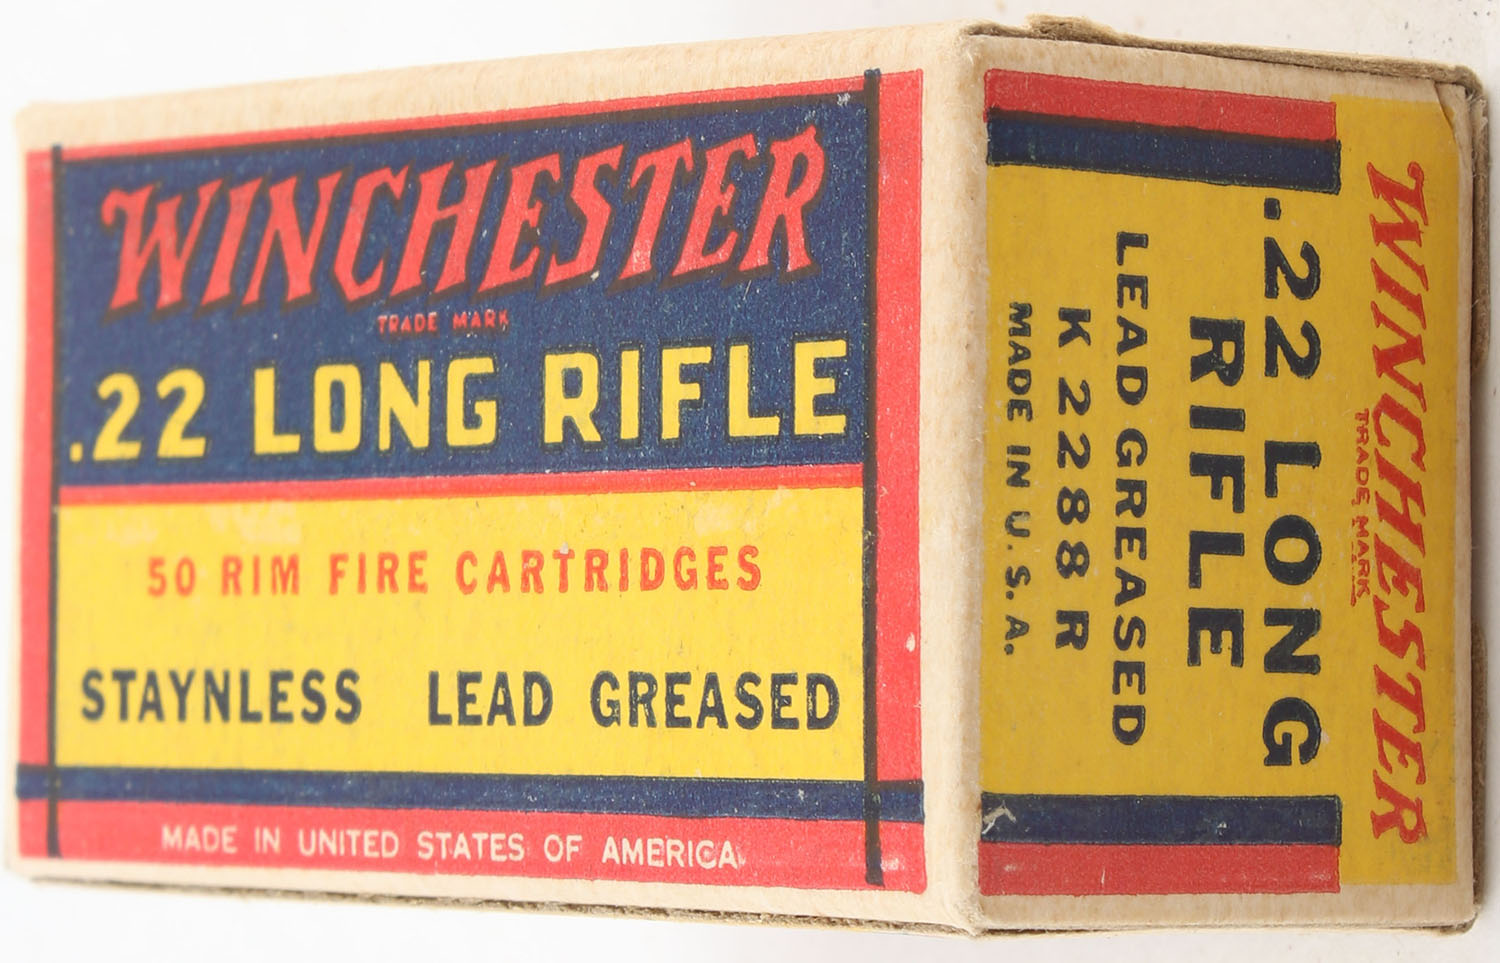 WINCHESTER
TRADE MARK
.22 LONG RIFLE
50 RIM FIRE CARTRIDGES
STAYNLESS LEAD GREASED
MADE IN UNITED STATES OF AMERICA
WINCHESTER
TRADE MARK
.22 LONG
RIFLE
LEAD GREASED
K 2288 R
MADE IN U.S.A.